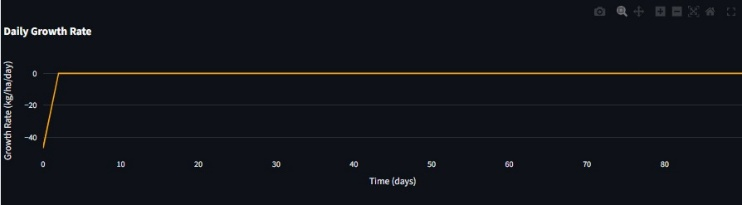 Daily Growth Rate
Growth Rate (kg/ha/day)
0
−20
−40
0 10 20 30 40 50 60 70 80
Time (days)